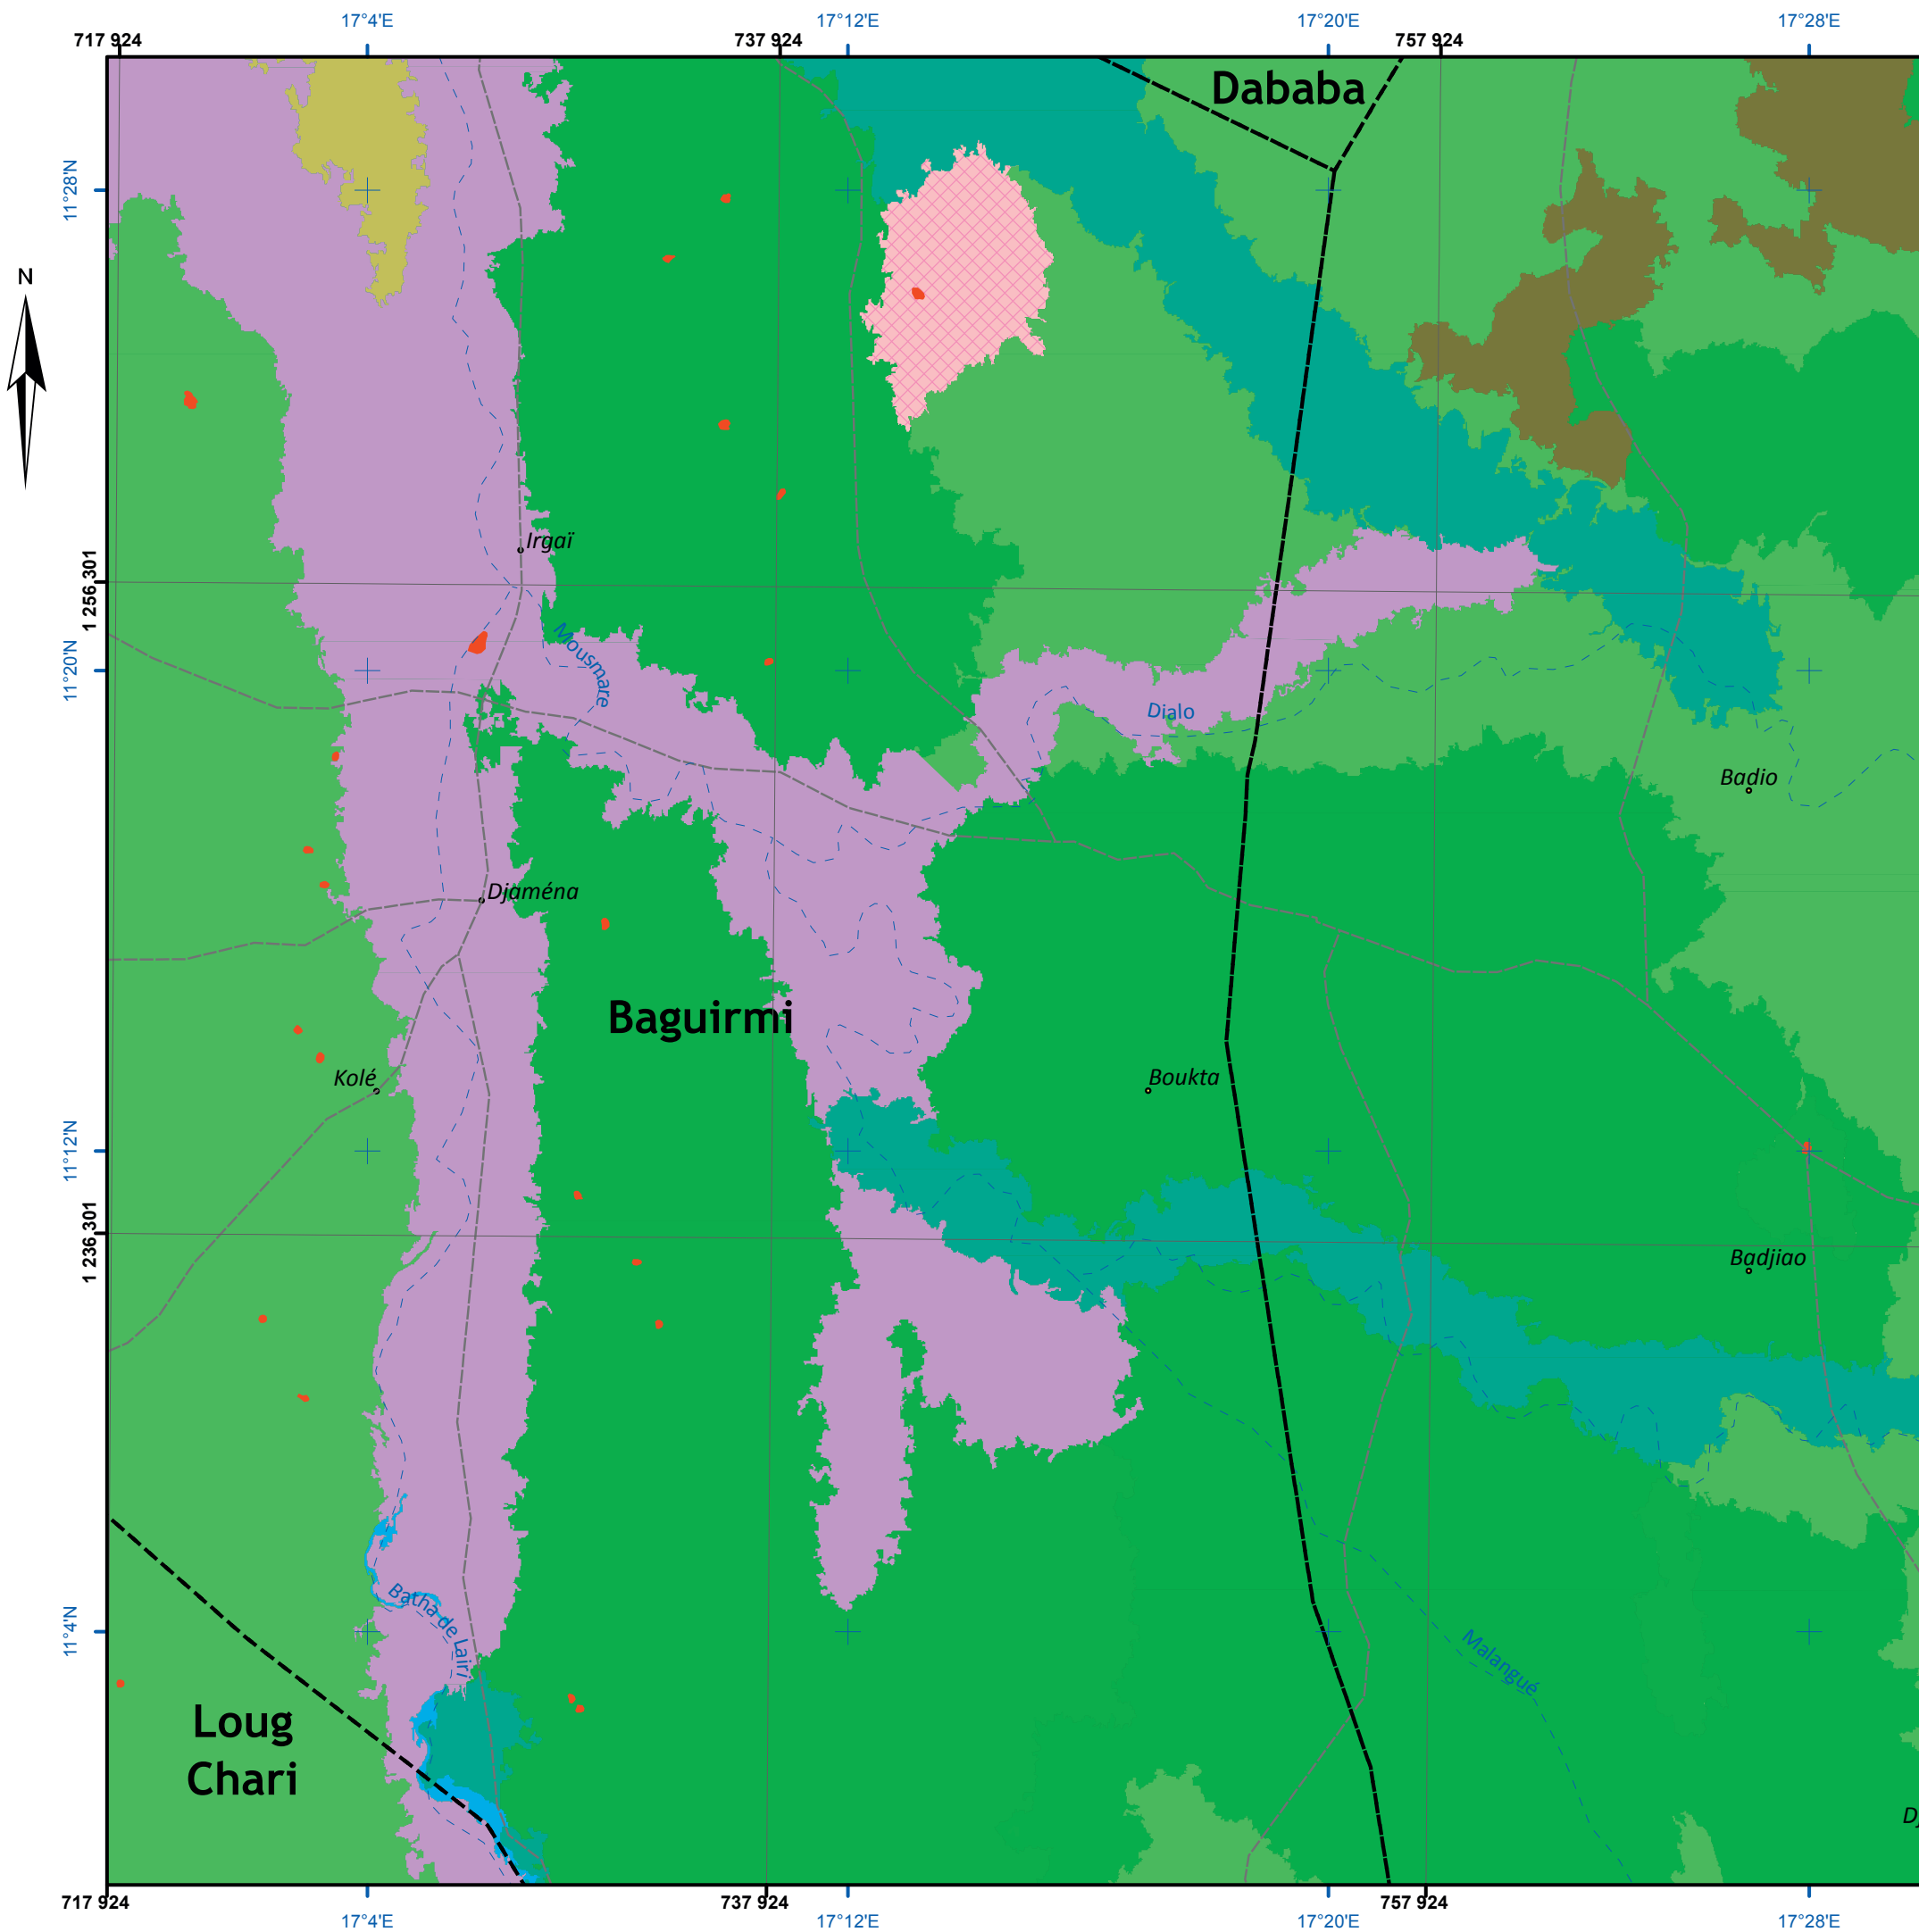 17°4'E 17°12'E 17°20'E 17°28'E
717 924 737 924 757 924
Dababa
11°28'N
N
Irgaï
1 256 301
Mousmare
11°20'N
Dialo
Badio
Djaména
Baguirmi
Kolé
Boukta
11°12'N
1 236 301
Badjiao
Batha de Lairi
11°4'N
Malangué
Loug
Chari
717 924 737 924 757 924
17°4'E 17°12'E 17°20'E 17°28'E